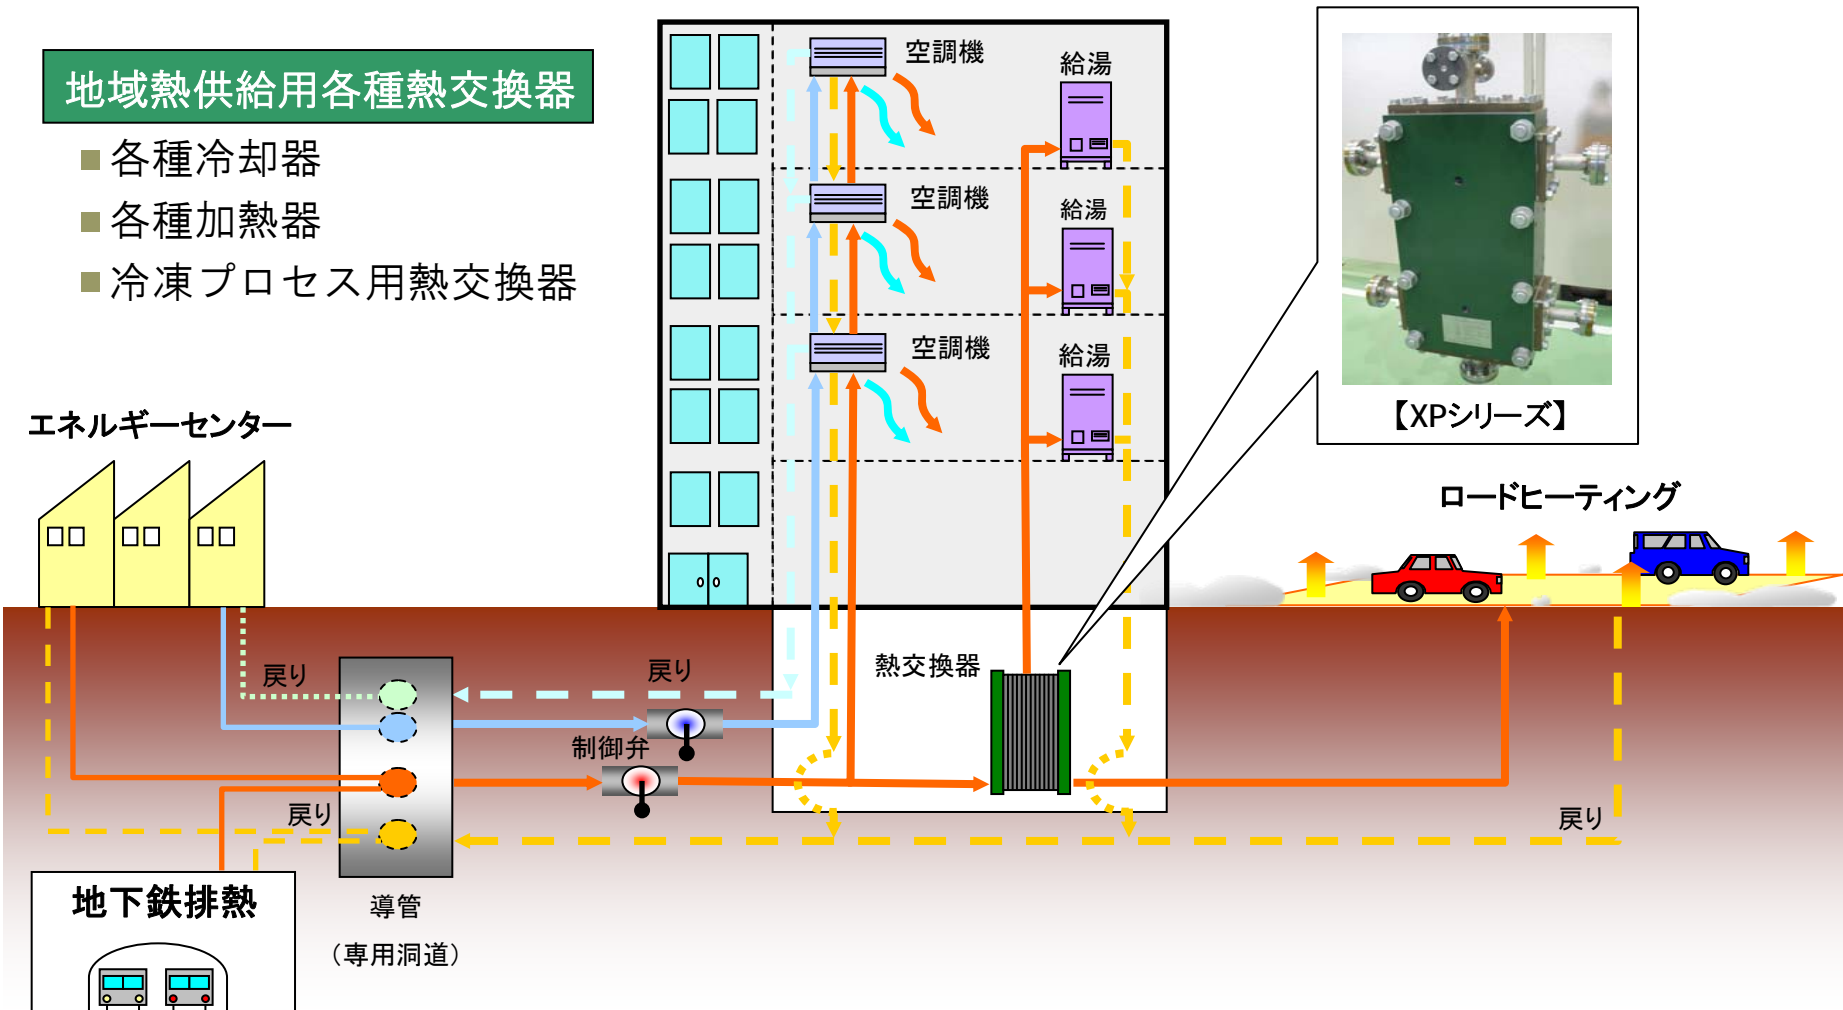 地域熱供給用各種熱交換器
各種冷却器
各種加熱器
冷凍プロセス用熱交換器
空調機
給湯
空調機
給湯
空調機
給湯
【XPシリーズ】
エネルギーセンター
ロードヒーティング
戻り
戻り
熱交換器
制御弁
戻り
戻り
地下鉄排熱
導管
（専用洞道）